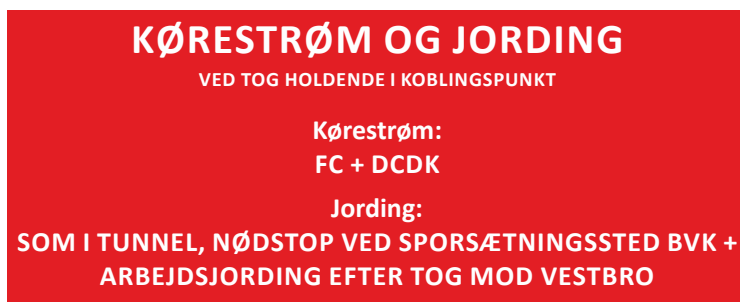 KØRESTRØM OG JORDING
VED TOG HOLDENDE I KOBLINGSPUNKT
Kørestrøm:
FC + DCDK
Jording:
SOM I TUNNEL, NØDSTOP VED SPORSÆTNINGSSTED BVK +
ARBEJDSJORDING EFTER TOG MOD VESTBRO